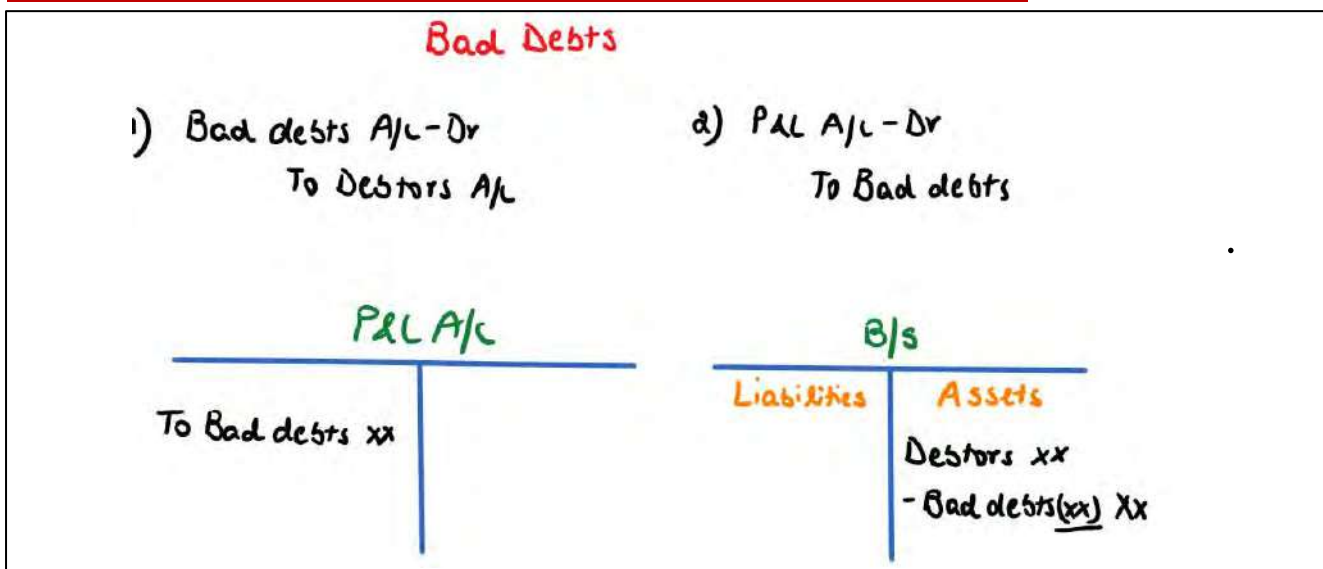 Bad Debts
1) Bad debts A/c - Dr
To Debtors A/c
2) P&L A/c - Dr
To Bad debts
P&L A/c
To Bad debts xx
B/s
Liabilities Assets
Debtors xx
- Bad debts (xx) Xx